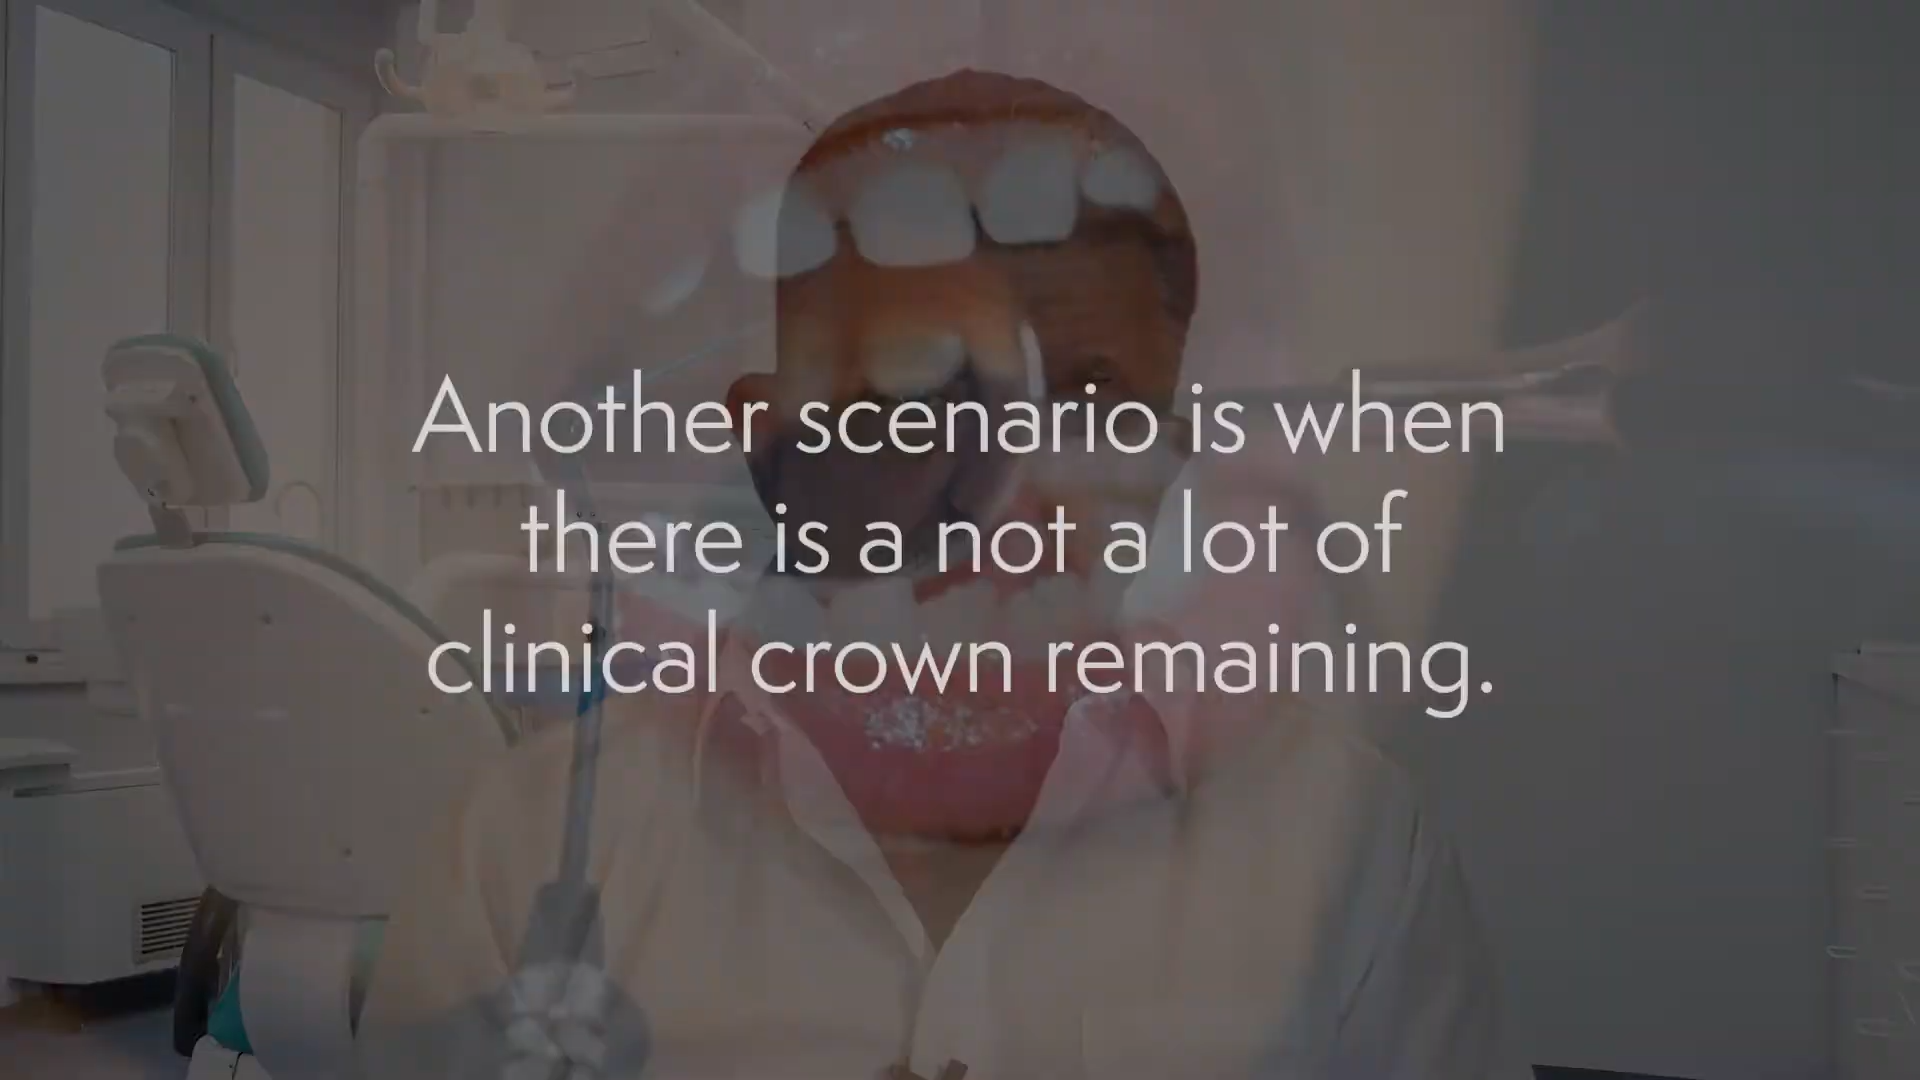 Another scenario is when
there is a not a lot of
clinical crown remaining.